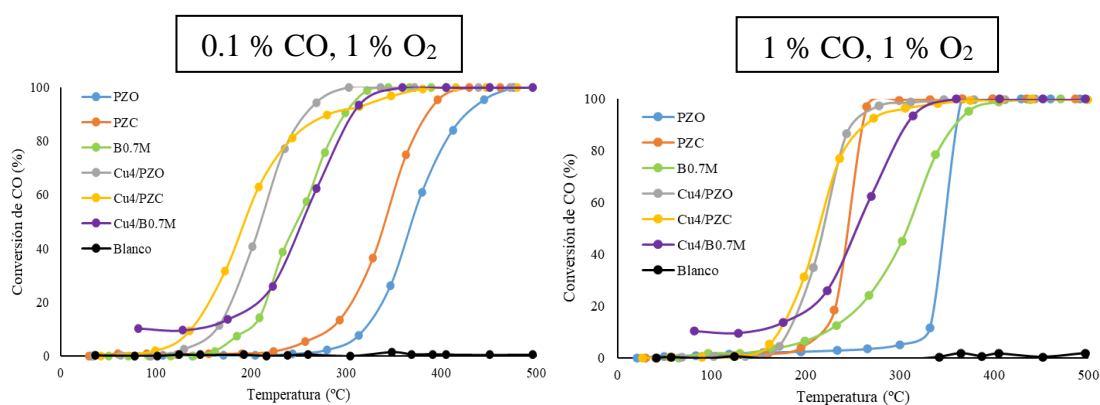 0.1 % CO, 1 % O₂
1 % CO, 1 % O₂
Conversión de CO (%)
100
80
60
40
20
0
PZO
PZC
B0.7M
Cu4/PZO
Cu4/PZC
Cu4/B0.7M
Blanco
0 100 200 300 400 500
Temperatura (ºC)
Conversión de CO (%)
100
80
60
40
20
0
PZO
PZC
B0.7M
Cu4/PZO
Cu4/PZC
Cu4/B0.7M
Blanco
0 100 200 300 400 500
Temperatura (ºC)